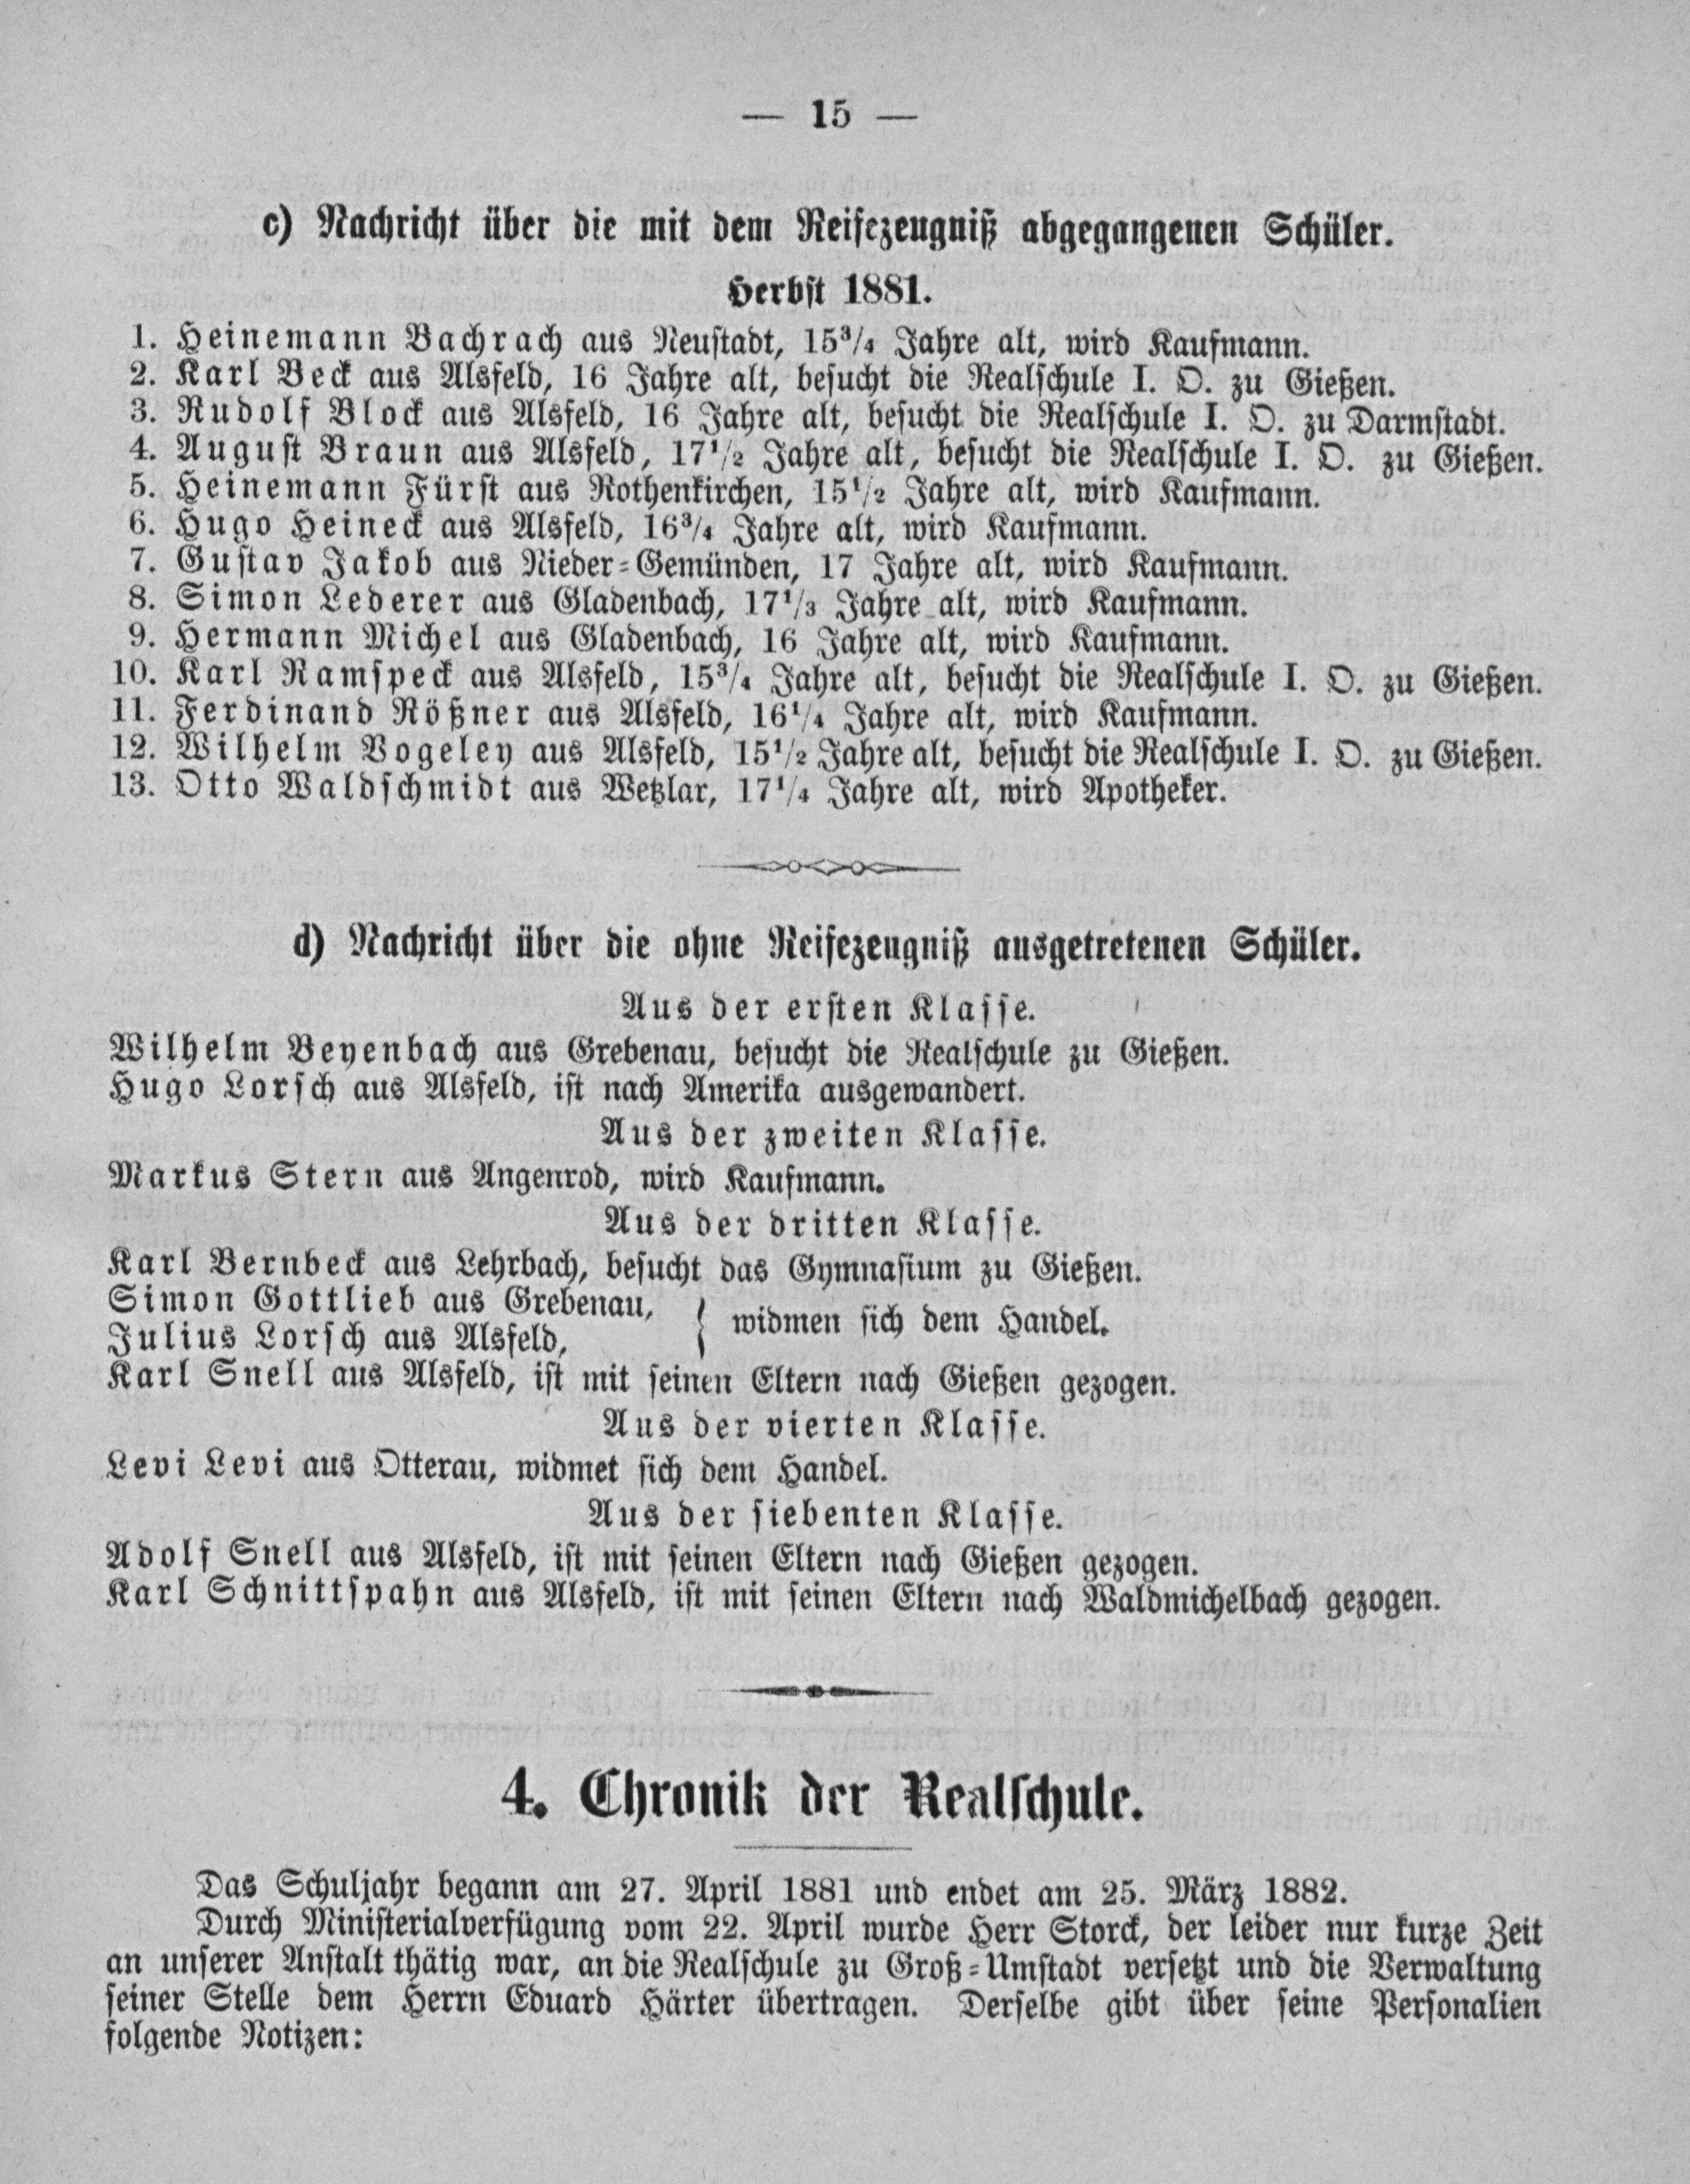 — 15 —
c) Nachricht über die mit dem Reifezeugniß abgegangenen Schüler.
Herbst 1881.
1. Heinemann Bachrach aus Neustadt, 15³/₄ Jahre alt, wird Kaufmann.
2. Karl Beck aus Alsfeld, 16 Jahre alt, besucht die Realschule I. O. zu Gießen.
3. Rudolf Block aus Alsfeld, 16 Jahre alt, besucht die Realschule I. O. zu Darmstadt.
4. August Braun aus Alsfeld, 17¹/₂ Jahre alt, besucht die Realschule I. O. zu Gießen.
5. Heinemann Fürst aus Rothenkirchen, 15¹/₂ Jahre alt, wird Kaufmann.
6. Hugo Heineck aus Alsfeld, 16³/₄ Jahre alt, wird Kaufmann.
7. Gustav Jakob aus Nieder-Gemünden, 17 Jahre alt, wird Kaufmann.
8. Simon Lederer aus Gladenbach, 17¹/₃ Jahre alt, wird Kaufmann.
9. Hermann Michel aus Gladenbach, 16 Jahre alt, wird Kaufmann.
10. Karl Ramspeck aus Alsfeld, 15³/₄ Jahre alt, besucht die Realschule I. O. zu Gießen.
11. Ferdinand Rößner aus Alsfeld, 16¹/₄ Jahre alt, wird Kaufmann.
12. Wilhelm Vogeley aus Alsfeld, 15¹/₂ Jahre alt, besucht die Realschule I. O. zu Gießen.
13. Otto Waldschmidt aus Wetzlar, 17¹/₄ Jahre alt, wird Apotheker.
d) Nachricht über die ohne Reifezeugniß ausgetretenen Schüler.
Aus der ersten Klasse.
Wilhelm Beyenbach aus Grebenau, besucht die Realschule zu Gießen.
Hugo Lorsch aus Alsfeld, ist nach Amerika ausgewandert.
Aus der zweiten Klasse.
Markus Stern aus Angenrod, wird Kaufmann.
Aus der dritten Klasse.
Karl Bernbeck aus Lehrbach, besucht das Gymnasium zu Gießen.
Simon Gottlieb aus Grebenau,
Julius Lorsch aus Alsfeld,
} widmen sich dem Handel.
Karl Snell aus Alsfeld, ist mit seinen Eltern nach Gießen gezogen.
Aus der vierten Klasse.
Levi Levi aus Otterau, widmet sich dem Handel.
Aus der siebenten Klasse.
Adolf Snell aus Alsfeld, ist mit seinen Eltern nach Gießen gezogen.
Karl Schnittspahn aus Alsfeld, ist mit seinen Eltern nach Waldmichelbach gezogen.
4. Chronik der Realschule.
Das Schuljahr begann am 27. April 1881 und endet am 25. März 1882.
Durch Ministerialverfügung vom 22. April wurde Herr Storck, der leider nur kurze Zeit
an unserer Anstalt thätig war, an die Realschule zu Groß-Umstadt versetzt und die Verwaltung
seiner Stelle dem Herrn Eduard Härter übertragen. Derselbe gibt über seine Personalien
folgende Notizen: